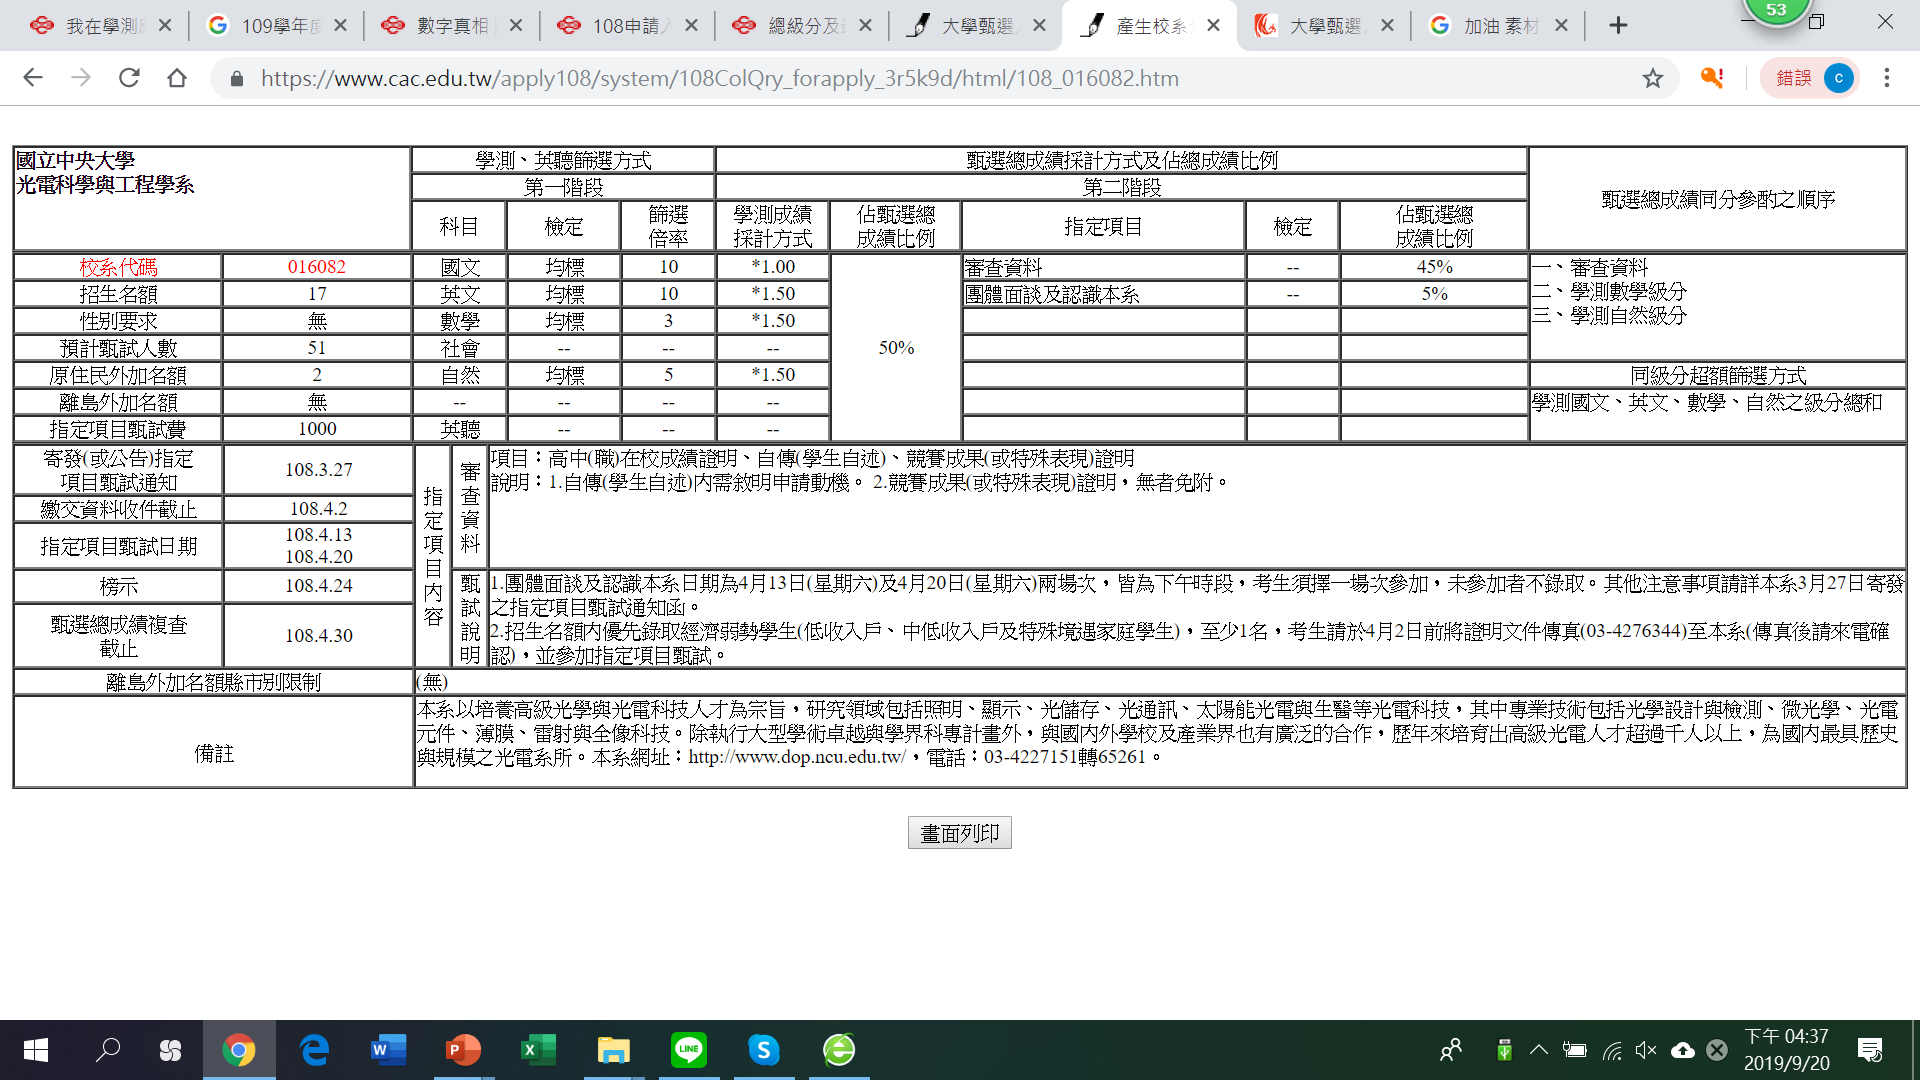 我在學測
109學年度
數字真相
108申請入
總級分及
大學甄選
產生校系
大學甄選
加油 素材
53
https://www.cac.edu.tw/apply108/system/108ColQry_forapply_3r5k9d/html/108_016082.htm
錯誤
c
國立中央大學
光電科學與工程學系
學測、英聽篩選方式
甄選總成績採計方式及佔總成績比例
甄選總成績同分參酌之順序
第一階段
第二階段
科目 檢定 篩選倍率 學測成績採計方式 佔甄選總成績比例 指定項目 檢定 佔甄選總成績比例
校系代碼 016082 國文 均標 10 *1.00 50% 審查資料 -- 45% 一、審查資料
招生名額 17 英文 均標 10 *1.50 團體面談及認識本系 -- 5% 二、學測數學級分
性別要求 無 數學 均標 3 *1.50 三、學測自然級分
預計甄試人數 51 社會 -- -- --
原住民外加名額 2 自然 均標 5 *1.50 同級分超額篩選方式
離島外加名額 無 -- -- -- -- 學測國文、英文、數學、自然之級分總和
指定項目甄試費 1000 英聽 -- -- --
寄發(或公告)指定
項目甄試通知
108.3.27
繳交資料收件截止 108.4.2
指定項目甄試日期
108.4.13
108.4.20
榜示 108.4.24
甄選總成績複查
截止
108.4.30
指定項目內容
審查資料
項目：高中(職)在校成績證明、自傳(學生自述)、競賽成果(或特殊表現)證明
說明：1.自傳(學生自述)內需敘明申請動機。 2.競賽成果(或特殊表現)證明，無者免附。
甄試說明
1.團體面談及認識本系日期為4月13日(星期六)及4月20日(星期六)兩場次，皆為下午時段，考生須擇一場次參加，未參加者不錄取。其他注意事項請詳本系3月27日寄發
之指定項目甄試通知函。
2.招生名額內優先錄取經濟弱勢學生(低收入戶、中低收入戶及特殊境遇家庭學生)，至少1名，考生請於4月2日前將證明文件傳真(03-4276344)至本系(傳真後請來電確
認)，並參加指定項目甄試。
離島外加名額縣市別限制 (無)
備註
本系以培養高級光學與光電科技人才為宗旨，研究領域包括照明、顯示、光儲存、光通訊、太陽能光電與生醫等光電科技，其中專業技術包括光學設計與檢測、微光學、光電
元件、薄膜、雷射與全像科技。除執行大型學術卓越與學界科專計畫外，與國內外學校及產業界也有廣泛的合作，歷年來培育出高級光電人才超過千人以上，為國內最具歷史
與規模之光電系所。本系網址：http://www.dop.ncu.edu.tw/，電話：03-4227151轉65261。
畫面列印
LINE
下午 04:37
2019/9/20